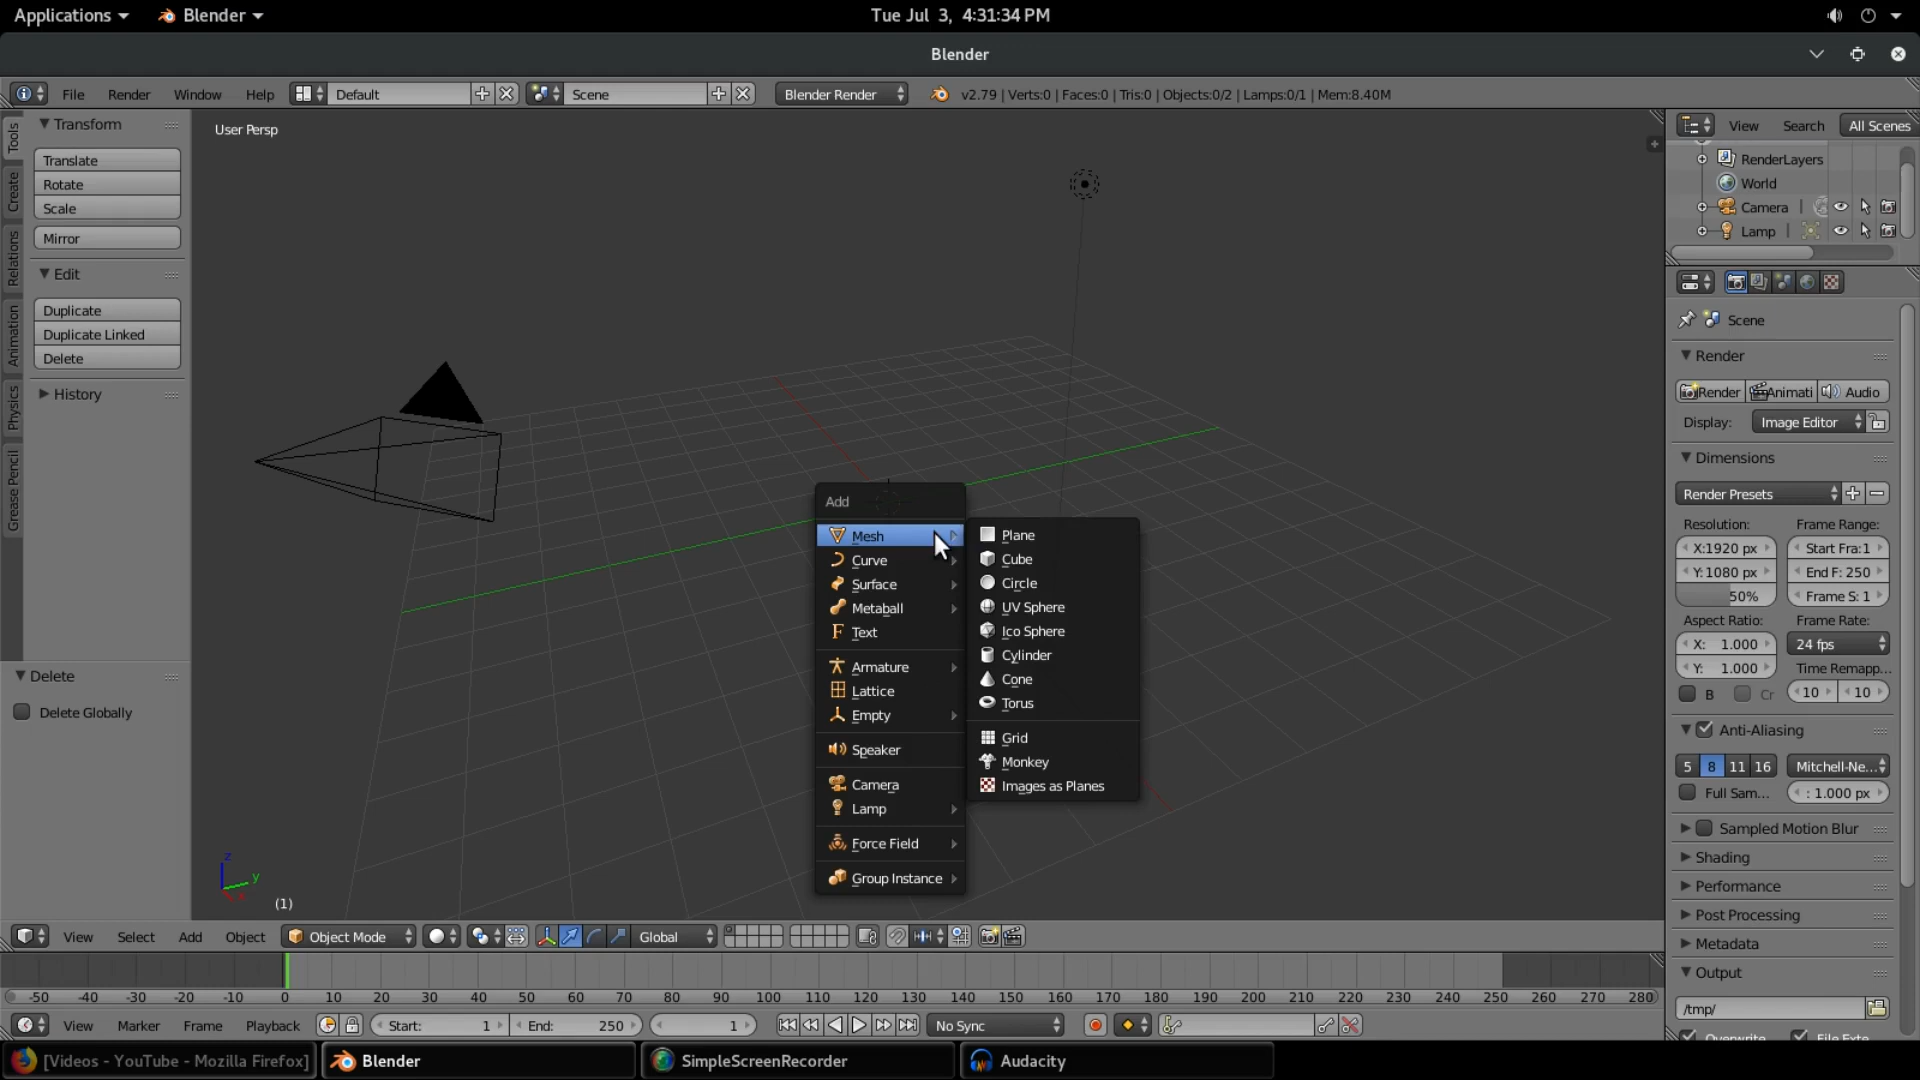 Applications
Blender
Tue Jul 3, 4:31:34 PM
Blender
File Render Window Help
Default
Scene
Blender Render
v2.79 | Verts:0 | Faces:0 | Tris:0 | Objects:0/2 | Lamps:0/1 | Mem:8.40M
Tools
Create
Relations
Animation
Physics
Grease Pencil
Transform
Translate
Rotate
Scale
Mirror
Edit
Duplicate
Duplicate Linked
Delete
History
Delete
Delete Globally
User Persp
Add
Mesh
Curve
Surface
Metaball
Text
Armature
Lattice
Empty
Speaker
Camera
Lamp
Force Field
Group Instance
Plane
Cube
Circle
UV Sphere
Ico Sphere
Cylinder
Cone
Torus
Grid
Monkey
Images as Planes
z
y
x
(1)
View Search All Scenes
RenderLayers
World
Camera
Lamp
Scene
Render
Render Animati Audio
Display: Image Editor
Dimensions
Render Presets
Resolution: Frame Range:
X:1920 px Start Fra:1
Y:1080 px End F: 250
50% Frame S: 1
Aspect Ratio: Frame Rate:
X: 1.000 24 fps
Y: 1.000 Time Remapp...
B Cr 10 10
Anti-Aliasing
5 8 11 16 Mitchell-Ne...
Full Sam... : 1.000 px
Sampled Motion Blur
Shading
Performance
Post Processing
Metadata
Output
/tmp/
Overwrite File Exte
View Select Add Object Object Mode Global
-50 -40 -30 -20 -10 0 10 20 30 40 50 60 70 80 90 100 110 120 130 140 150 160 170 180 190 200 210 220 230 240 250 260 270 280
View Marker Frame Playback Start: 1 End: 250 1 No Sync
[Videos - YouTube - Mozilla Firefox]
Blender
SimpleScreenRecorder
Audacity